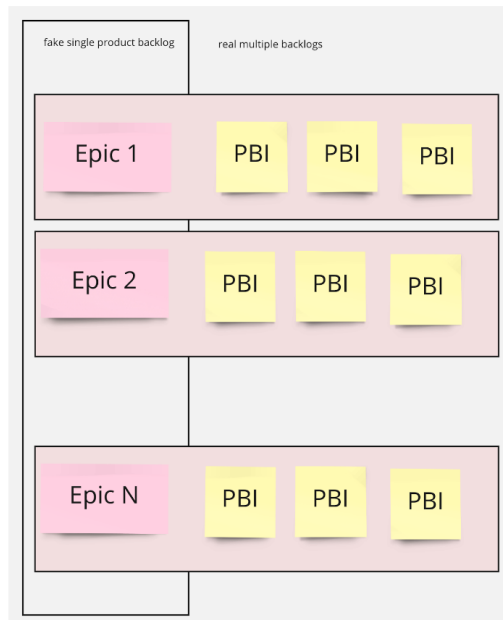 fake single product backlog
real multiple backlogs
Epic 1
PBI
PBI
PBI
Epic 2
PBI
PBI
PBI
Epic N
PBI
PBI
PBI